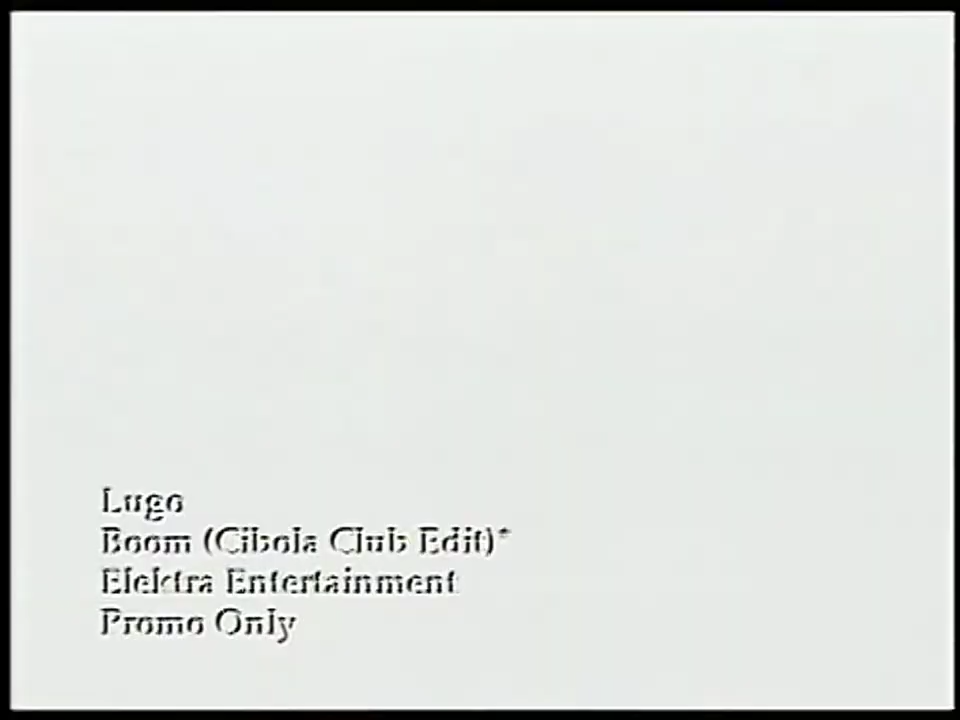 Lugo
Boom (Cibola Club Edit)*
Elektra Entertainment
Promo Only